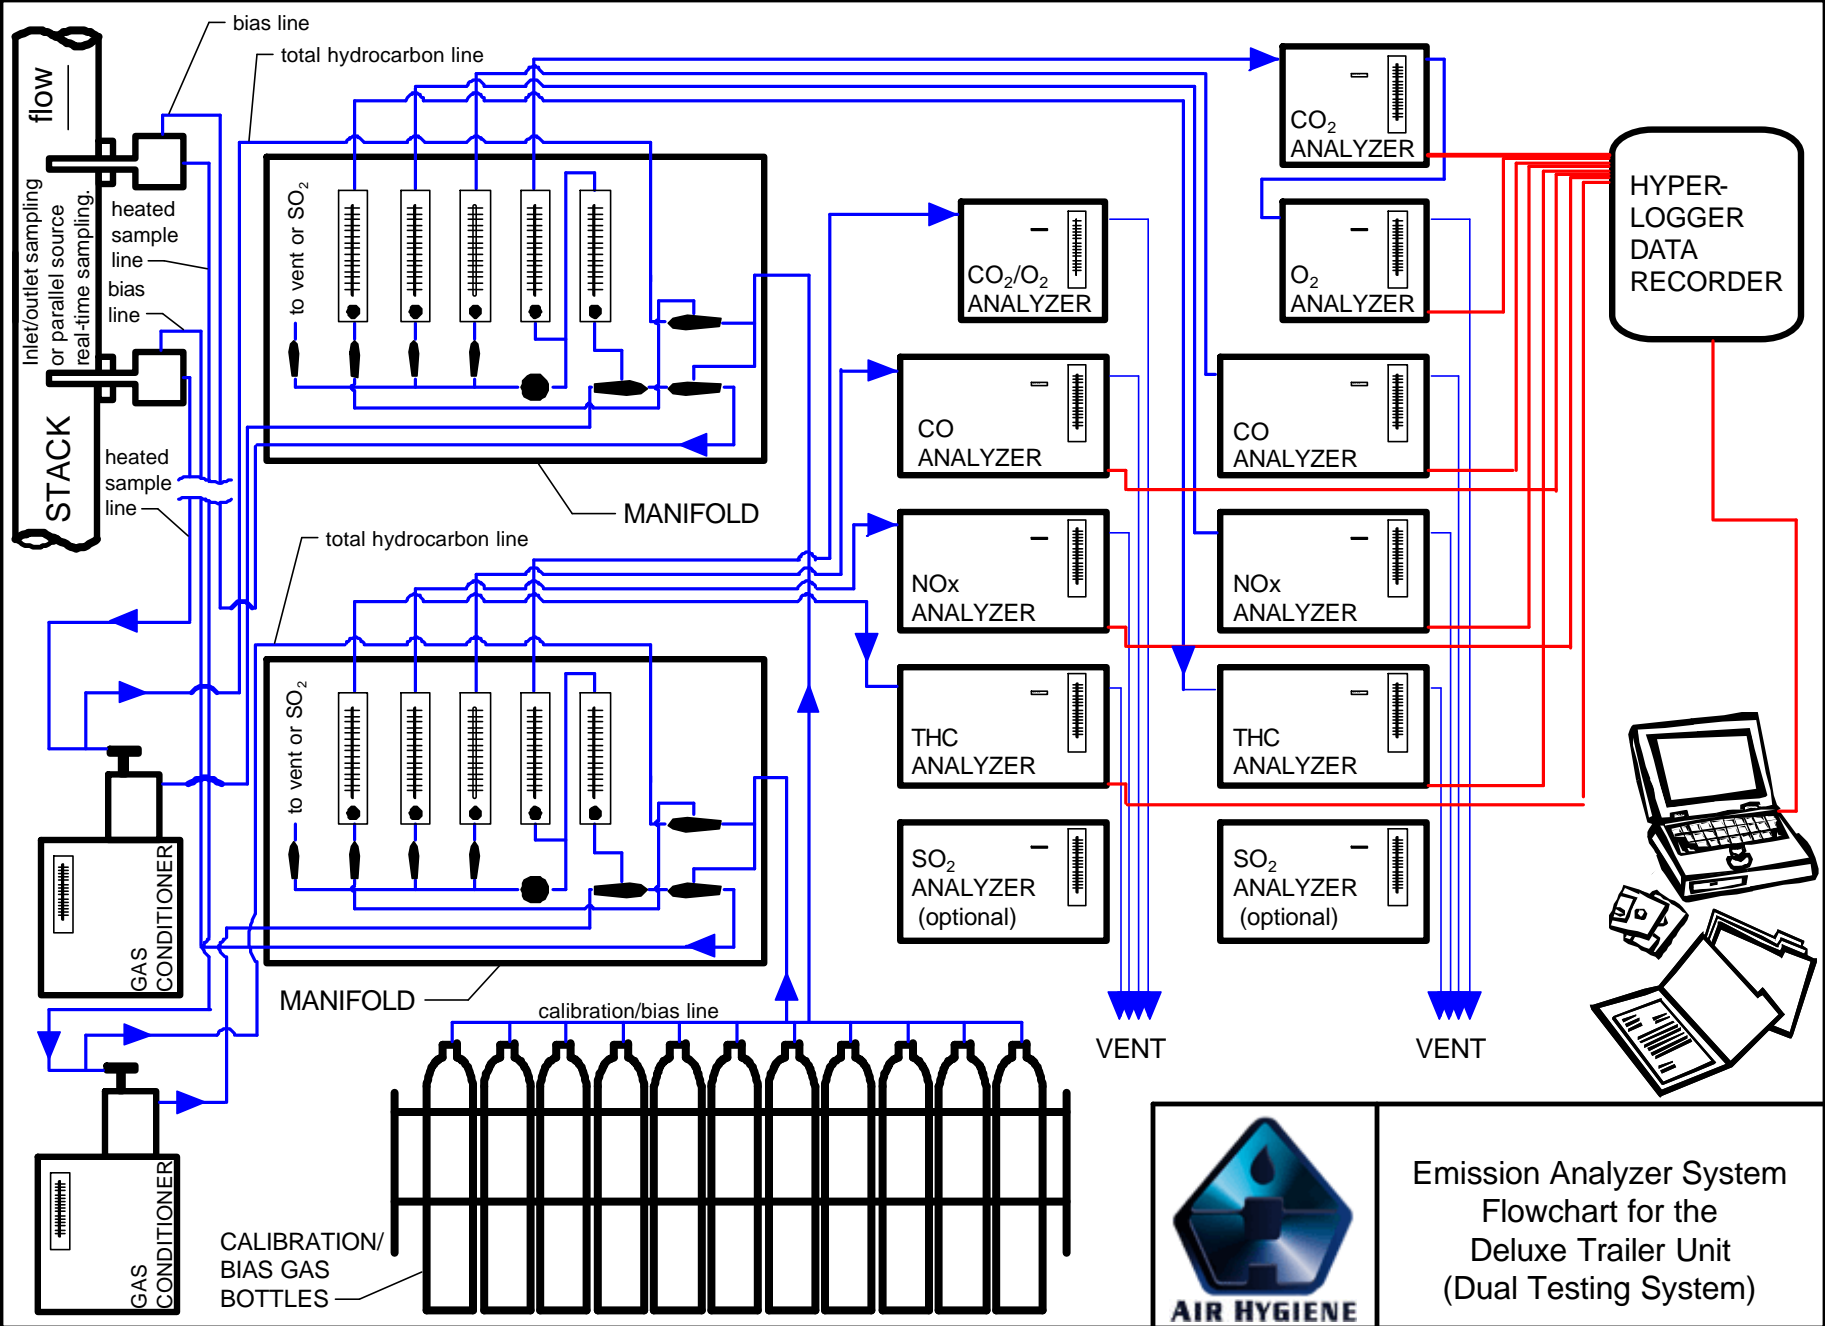 bias line
total hydrocarbon line
flow
Inlet/outlet sampling
or parallel source
real-time sampling.
STACK
heated
sample
line
bias
line
heated
sample
line
to vent or SO₂
MANIFOLD
total hydrocarbon line
to vent or SO₂
MANIFOLD
CO₂
ANALYZER
CO₂/O₂
ANALYZER
O₂
ANALYZER
CO
ANALYZER
CO
ANALYZER
NOx
ANALYZER
NOx
ANALYZER
THC
ANALYZER
THC
ANALYZER
SO₂
ANALYZER
(optional)
SO₂
ANALYZER
(optional)
HYPER-
LOGGER
DATA
RECORDER
VENT
VENT
GAS
CONDITIONER
GAS
CONDITIONER
calibration/bias line
CALIBRATION/
BIAS GAS
BOTTLES
AIR HYGIENE
Emission Analyzer System
Flowchart for the
Deluxe Trailer Unit
(Dual Testing System)